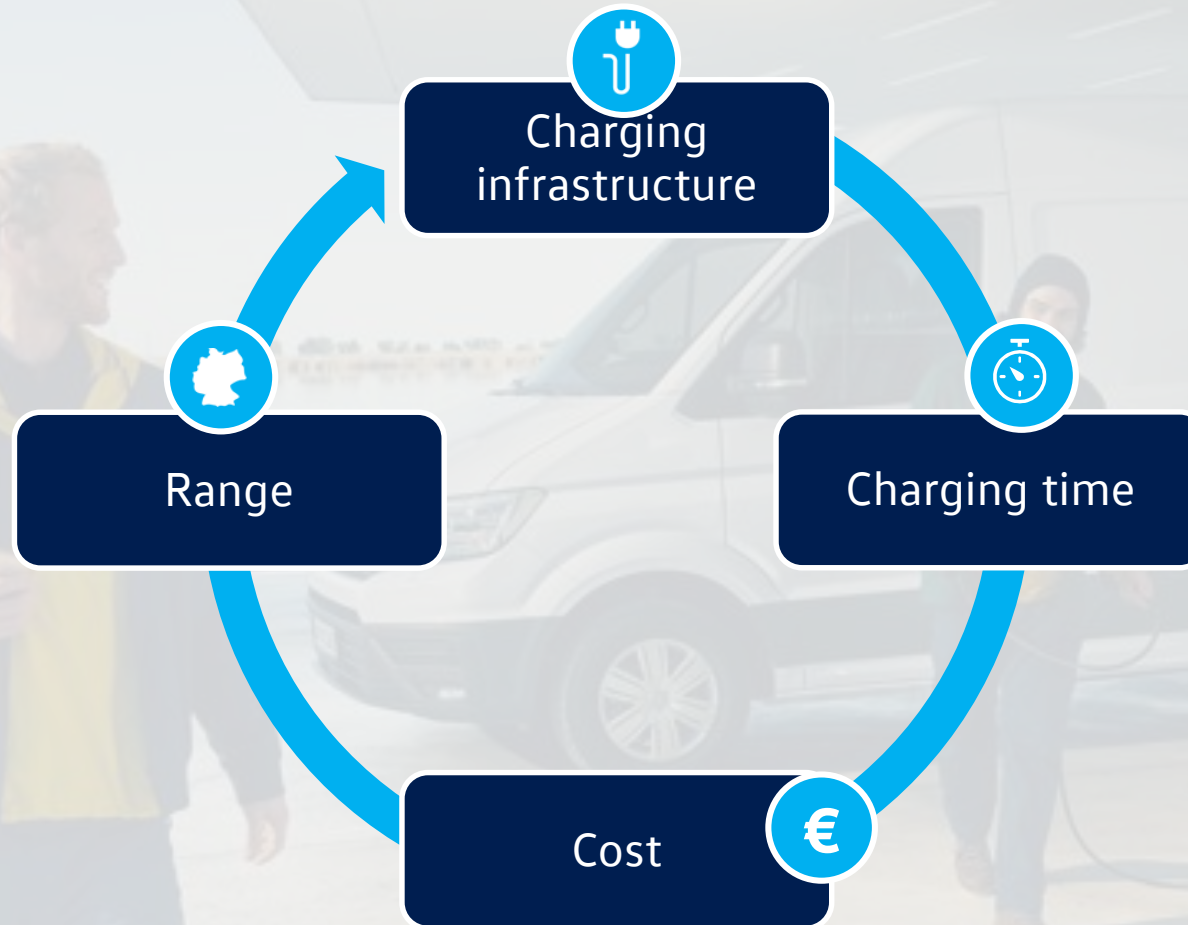 Charging
infrastructure
Range
Charging time
Cost
€